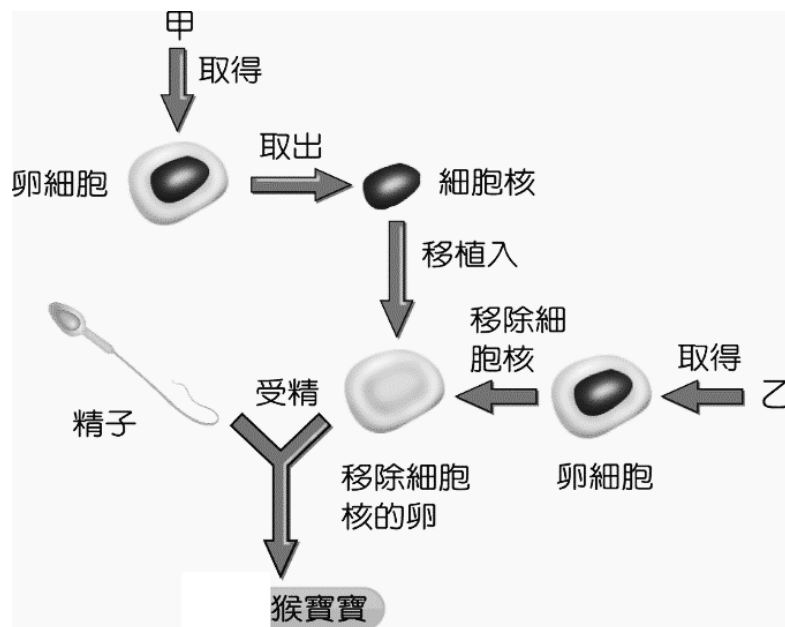 甲
取得
卵細胞
取出
細胞核
移植入
移除細
胞核
取得
乙
精子
受精
移除細胞
核的卵
卵細胞
猴寶寶